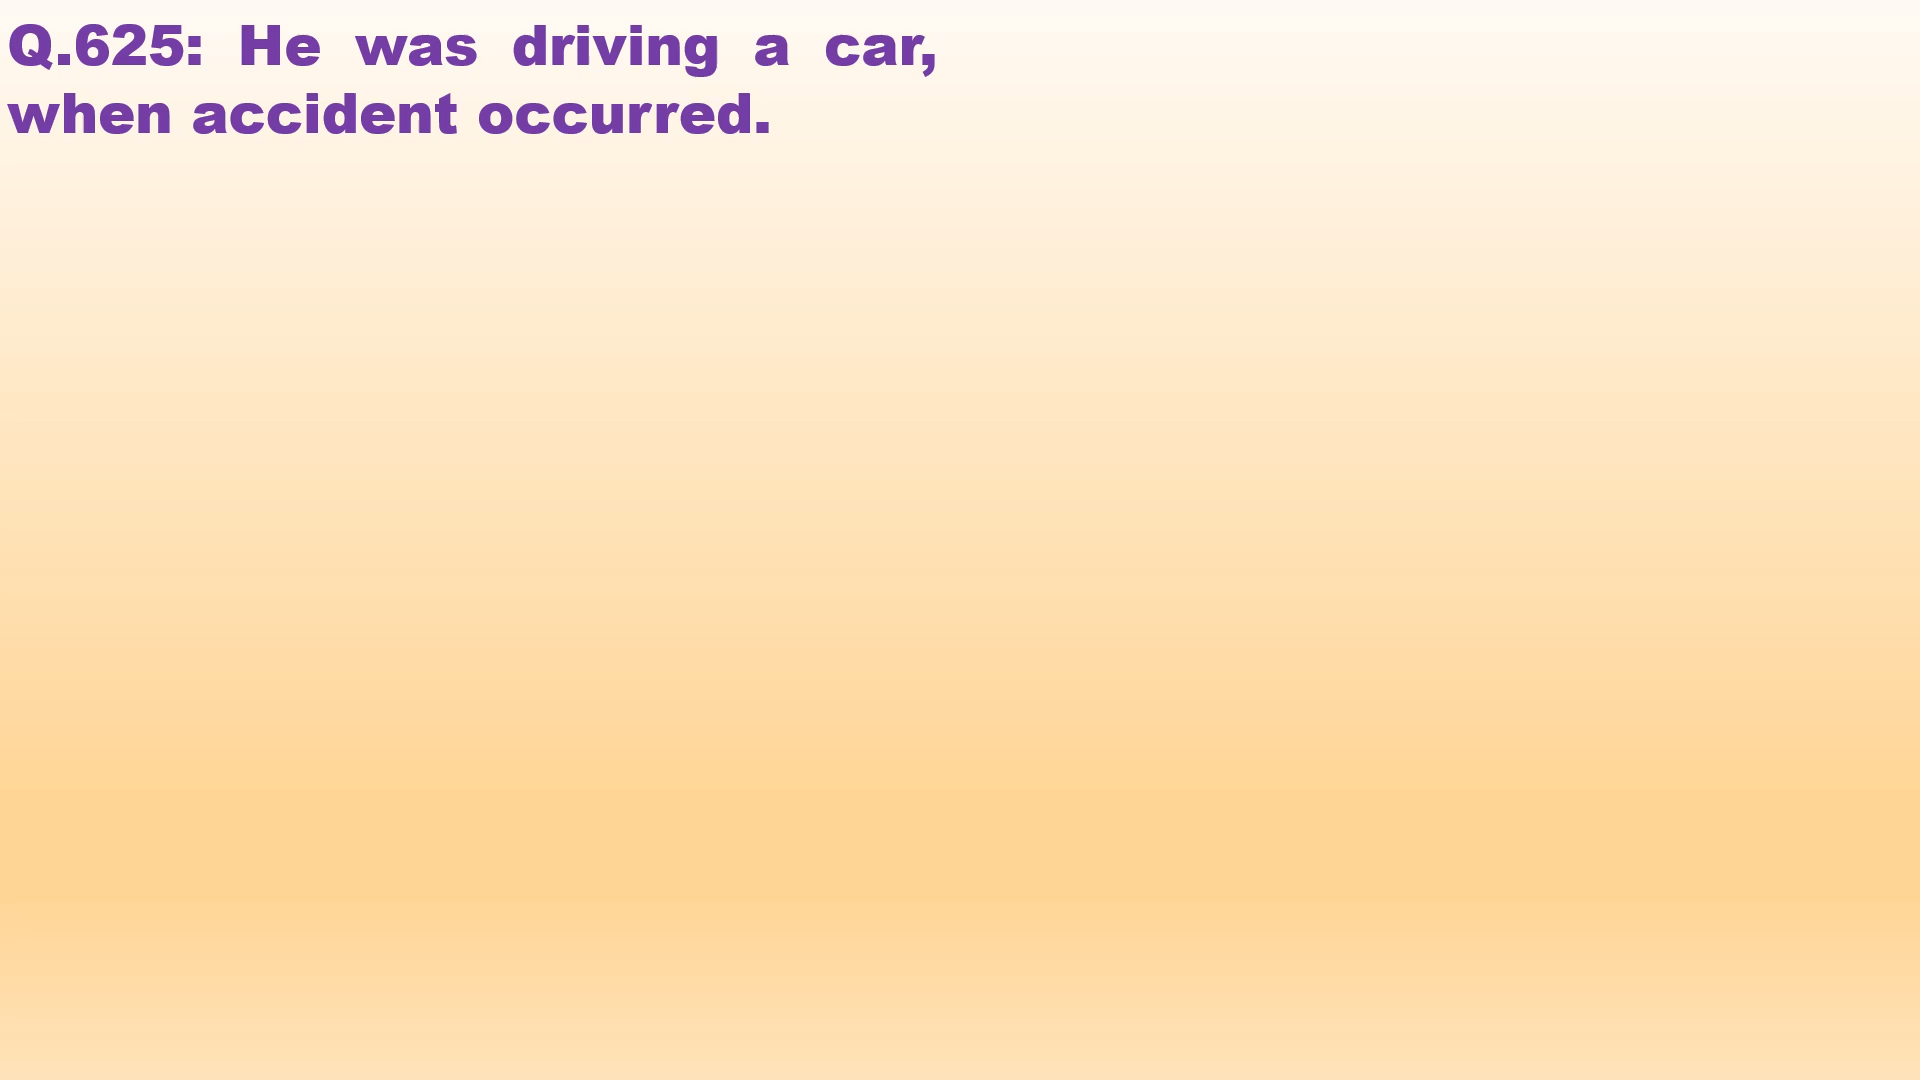 Q.625: He was driving a car,
when accident occurred.